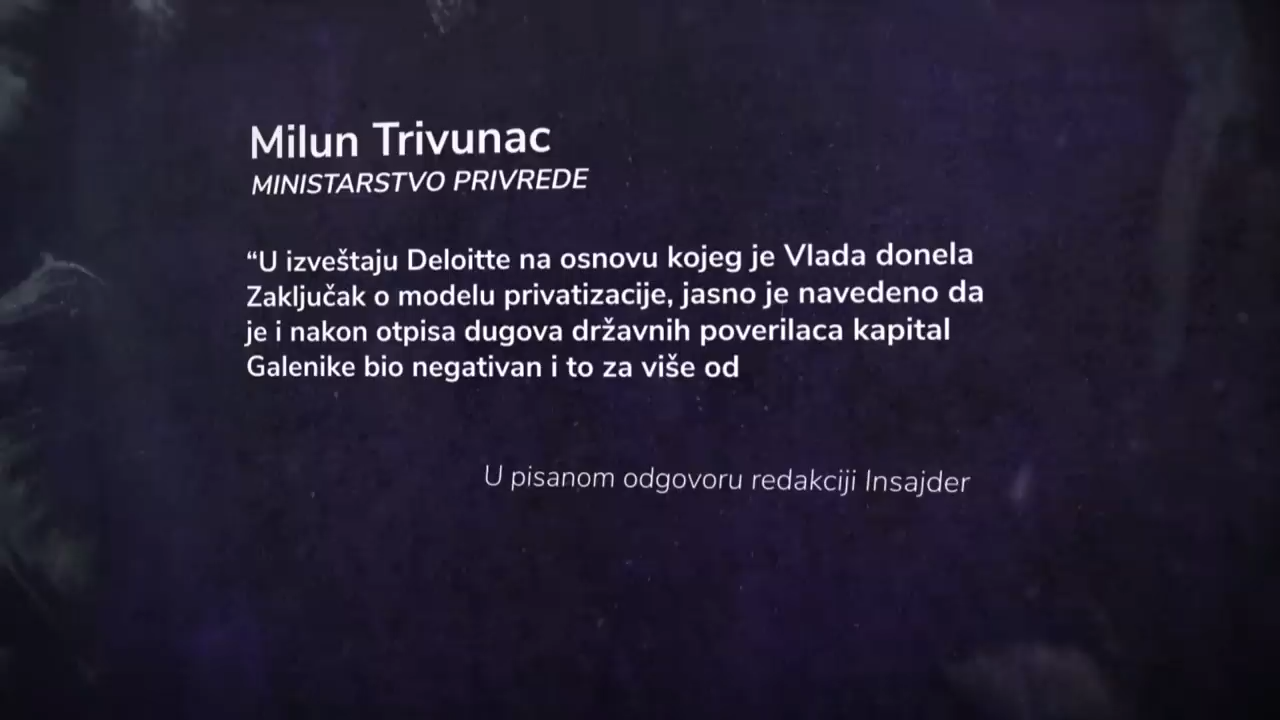 Milun Trivunac
MINISTARSTVO PRIVREDE
“U izveštaju Deloitte na osnovu kojeg je Vlada donela
Zaključak o modelu privatizacije, jasno je navedeno da
je i nakon otpisa dugova državnih poverilaca kapital
Galenike bio negativan i to za više od
U pisanom odgovoru redakciji Insajder